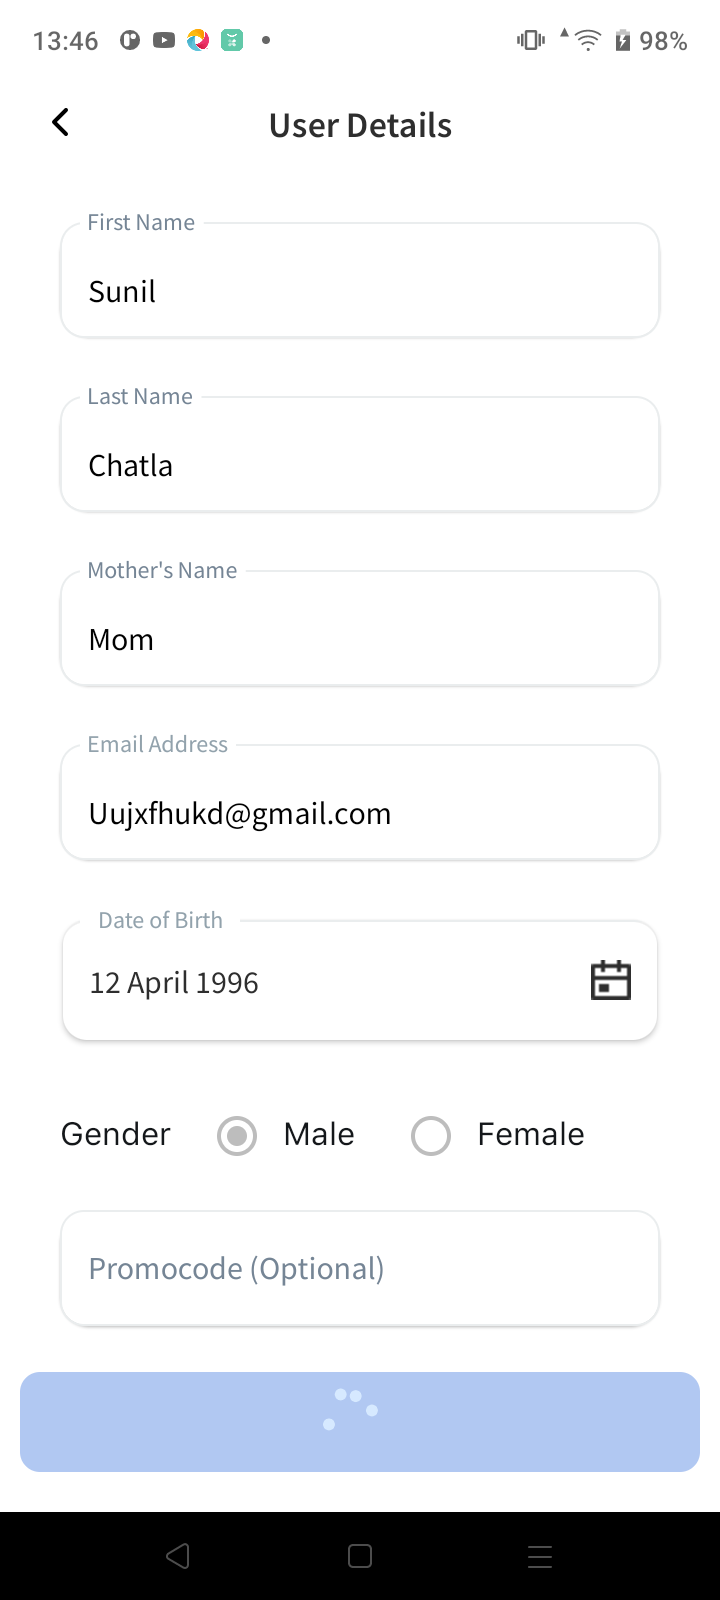 13:46 98%
User Details
First Name
Sunil
Last Name
Chatla
Mother's Name
Mom
Email Address
Uujxfhukd@gmail.com
Date of Birth
12 April 1996
Gender Male Female
Promocode (Optional)